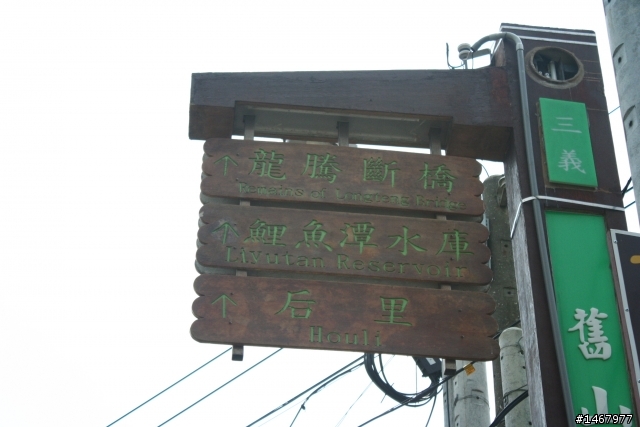 ↑ 龍騰斷橋
Remains of Longteng Bridge
↑ 鯉魚潭水庫
Liyutan Reservoir
↑ 后里
Houli
三義
舊山
#1467977